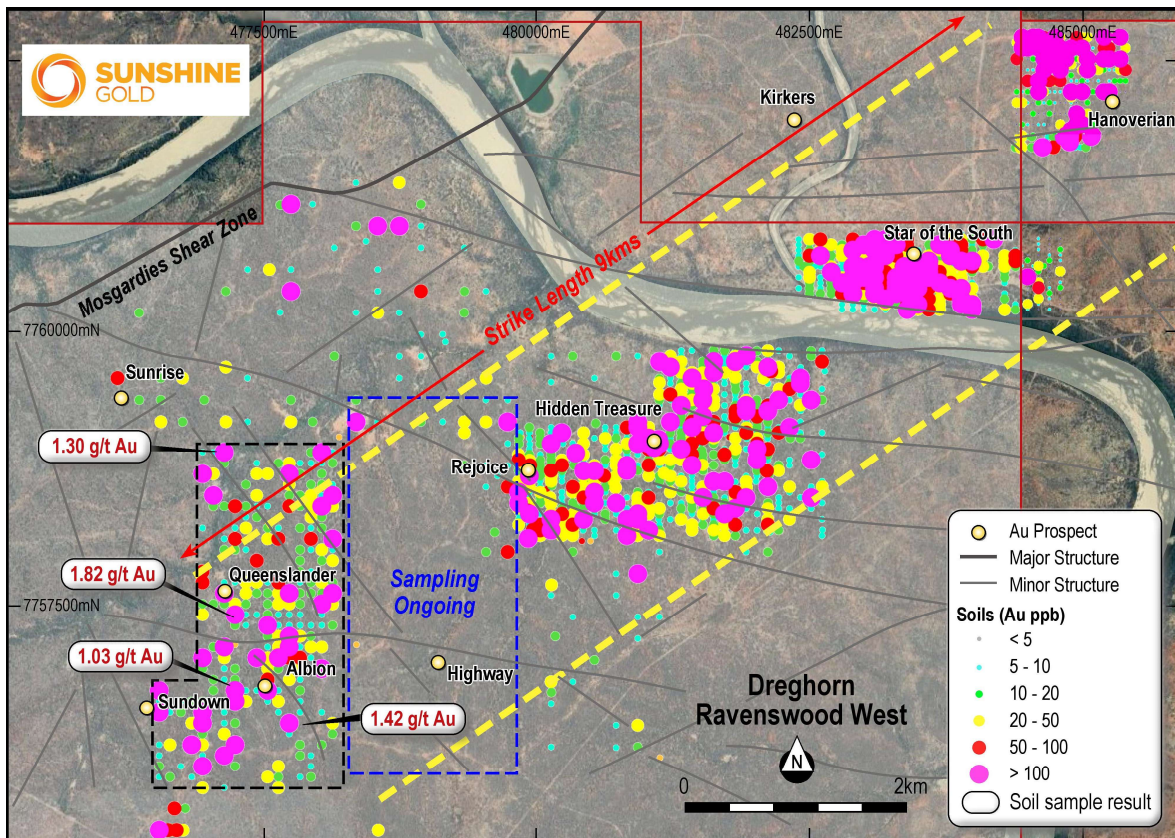 477500mE
480000mE
482500mE
485000mE
SUNSHINE
GOLD
Kirkers
Hanoverian
Mosgardies Shear Zone
Star of the South
Strike Length 9kms
7760000mN
Sunrise
Hidden Treasure
1.30 g/t Au
Rejoice
Sampling
Ongoing
1.82 g/t Au
Queenslander
7757500mN
1.03 g/t Au
Albion
Highway
Sundown
1.42 g/t Au
Dreghorn
Ravenswood West
N
0
2km
Au Prospect
Major Structure
Minor Structure
Soils (Au ppb)
< 5
5 - 10
10 - 20
20 - 50
50 - 100
> 100
Soil sample result